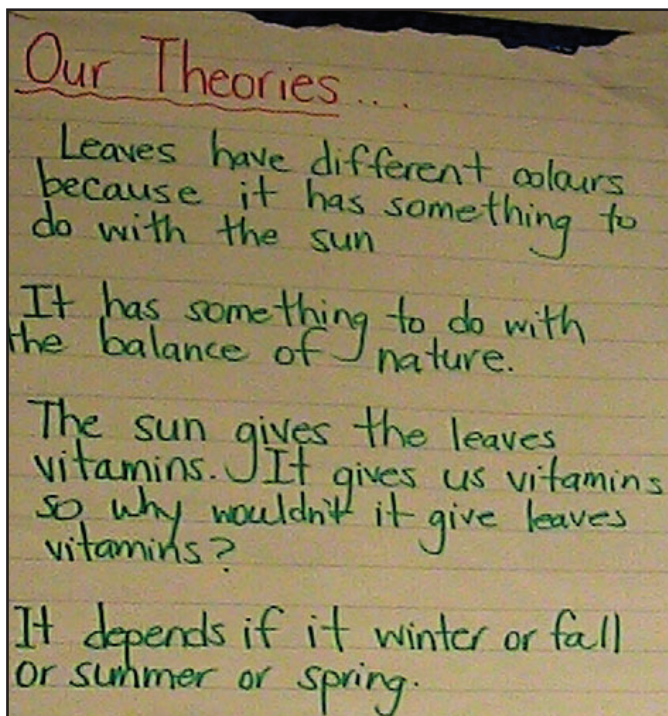 Our Theories...
Leaves have different colours
because it has something to
do with the sun
It has something to do with
the balance of nature.
The sun gives the leaves
vitamins. It gives us vitamins
so why wouldn't it give leaves
vitamins?
It depends if it winter or fall
or summer or spring.